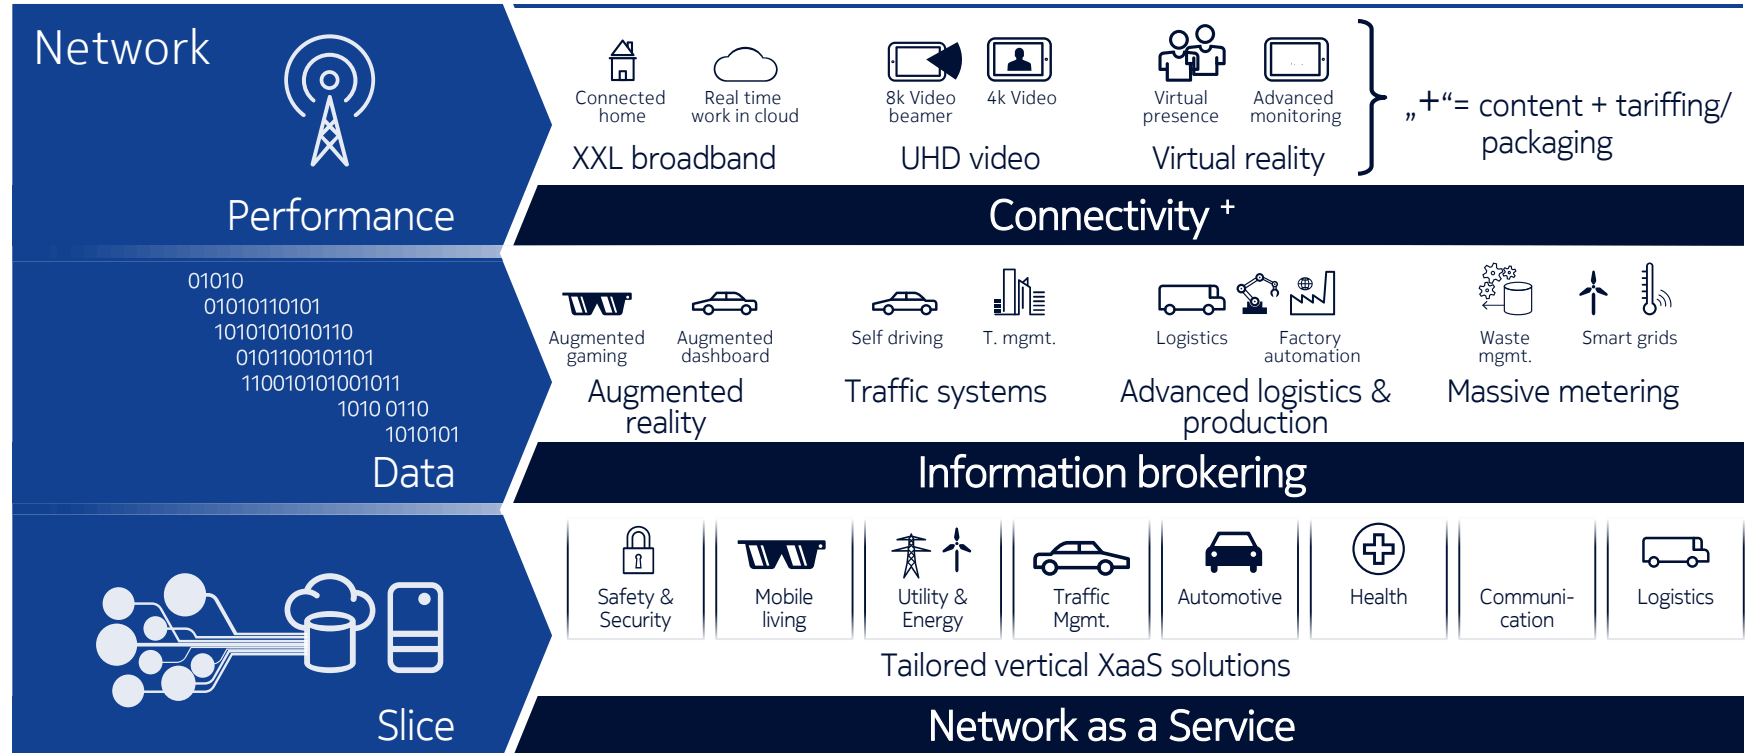 Network
Performance
Connected
home
Real time
work in cloud
XXL broadband
8k Video
beamer
4k Video
UHD video
Virtual
presence
Advanced
monitoring
Virtual reality
„+“= content + tariffing/
packaging
Connectivity +
01010
01010110101
1010101010110
0101100101101
110010101001011
1010 0110
1010101
Data
Augmented
gaming
Augmented
dashboard
Augmented
reality
Self driving
T. mgmt.
Traffic systems
Logistics
Factory
automation
Advanced logistics &
production
Waste
mgmt.
Smart grids
Massive metering
Information brokering
Slice
Safety &
Security
Mobile
living
Utility &
Energy
Traffic
Mgmt.
Automotive
Health
Communi-
cation
Logistics
Tailored vertical XaaS solutions
Network as a Service